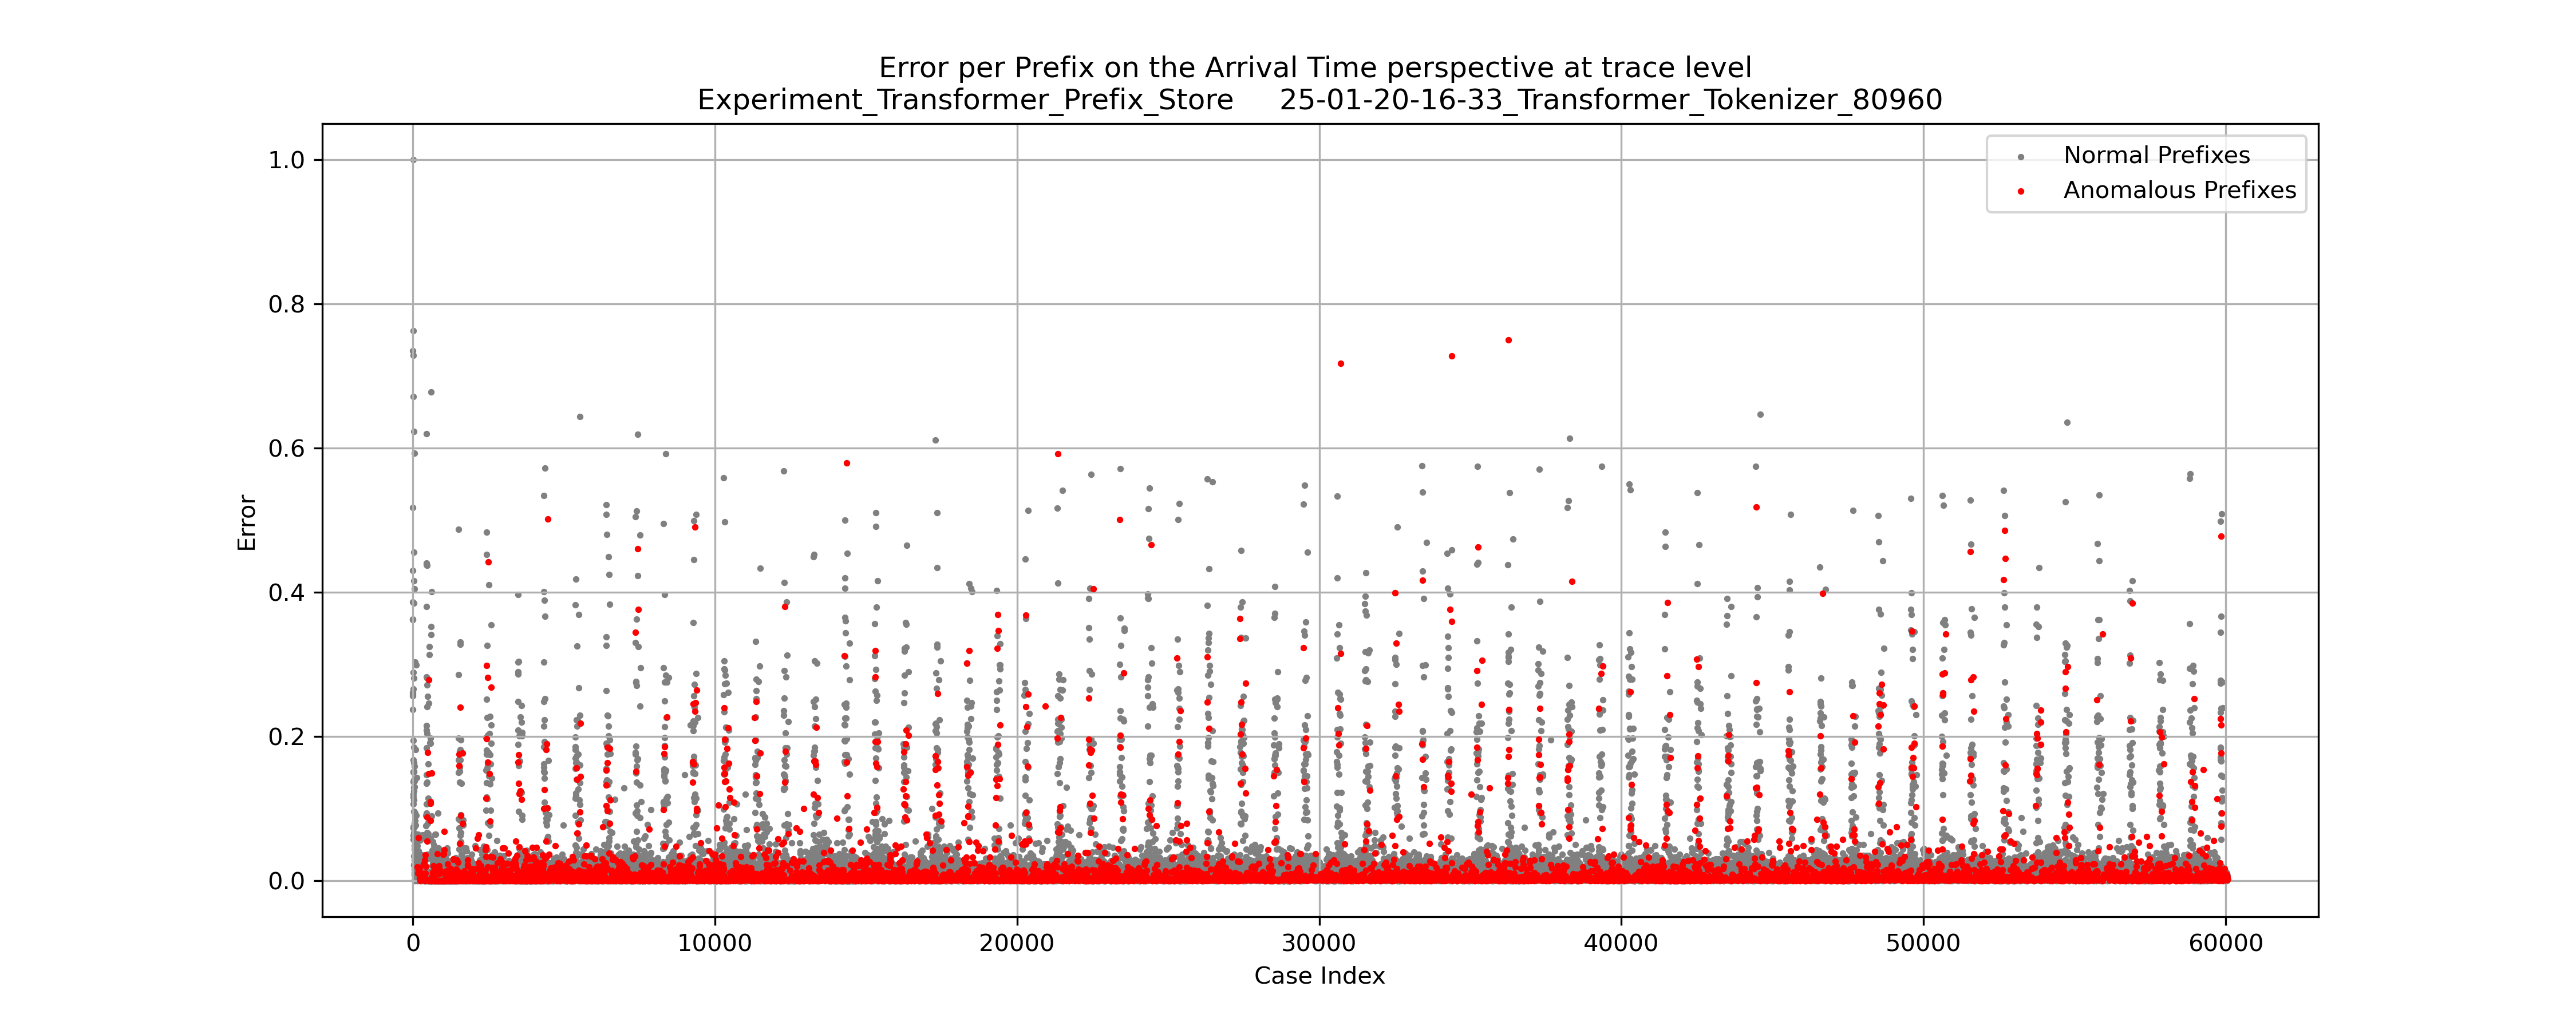 Error per Prefix on the Arrival Time perspective at trace level
Experiment_Transformer_Prefix_Store 25-01-20-16-33_Transformer_Tokenizer_80960
Normal Prefixes
Anomalous Prefixes
1.0
0.8
0.6
0.4
0.2
0.0
Error
0 10000 20000 30000 40000 50000 60000
Case Index